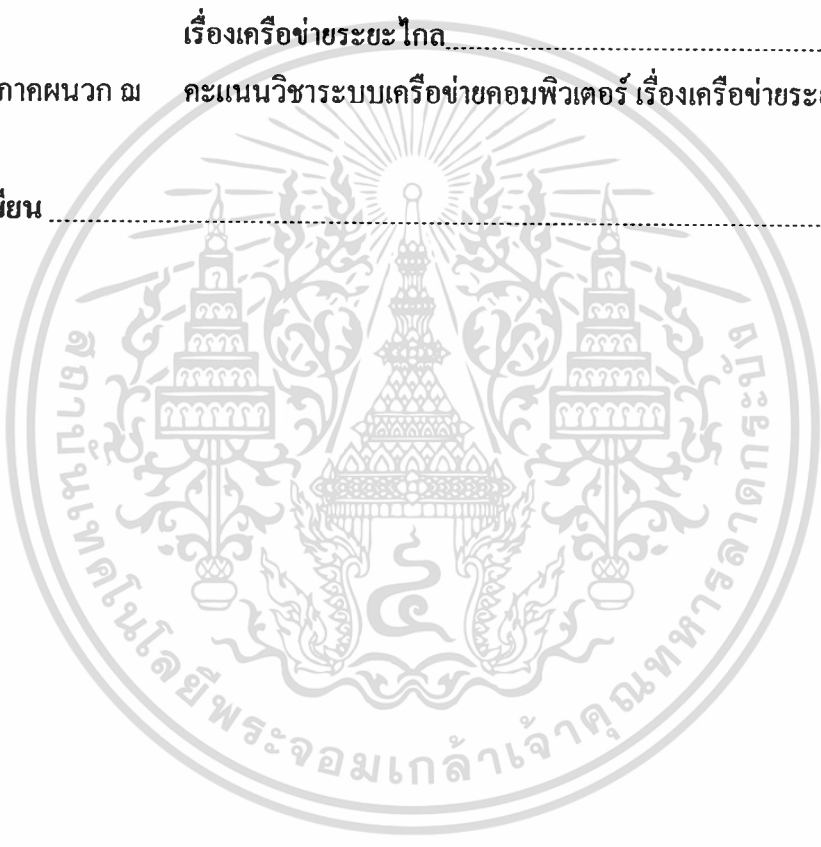 เรื่องเครือข่ายระยะไกล
ภาคผนวก ฌ คะแนนวิชาระบบเครือข่ายคอมพิวเตอร์ เรื่องเครือข่ายระยะ
ขียน
สถาบันเทคโนโลยีพระจอมเกล้าเจ้าคุณทหารลาดกระบัง
๔